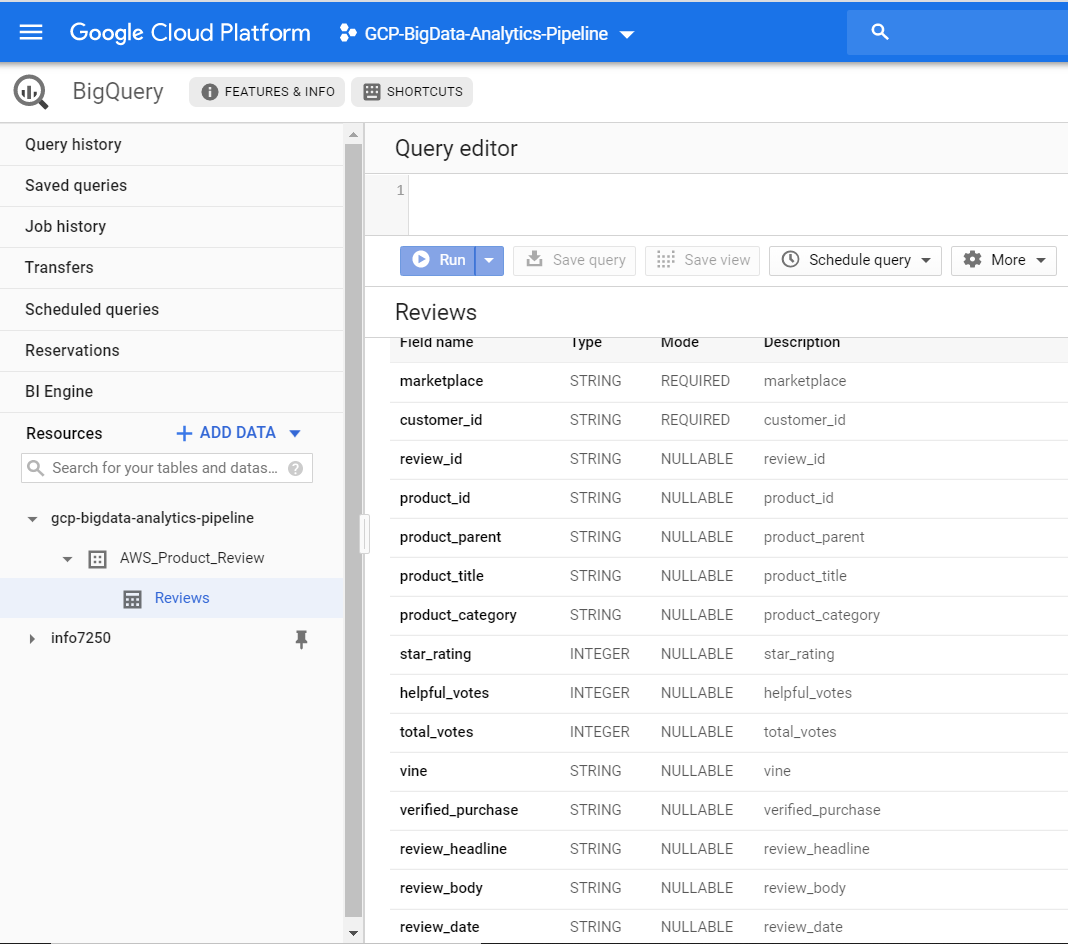 Google Cloud Platform GCP-BigData-Analytics-Pipeline
BigQuery FEATURES & INFO SHORTCUTS
Query history
Saved queries
Job history
Transfers
Scheduled queries
Reservations
BI Engine
Resources ADD DATA
Search for your tables and datas... ?
gcp-bigdata-analytics-pipeline
AWS_Product_Review
Reviews
info7250
Query editor
1
Run Save query Save view Schedule query More
Reviews
Field name Type Mode Description
marketplace STRING REQUIRED marketplace
customer_id STRING REQUIRED customer_id
review_id STRING NULLABLE review_id
product_id STRING NULLABLE product_id
product_parent STRING NULLABLE product_parent
product_title STRING NULLABLE product_title
product_category STRING NULLABLE product_category
star_rating INTEGER NULLABLE star_rating
helpful_votes INTEGER NULLABLE helpful_votes
total_votes INTEGER NULLABLE total_votes
vine STRING NULLABLE vine
verified_purchase STRING NULLABLE verified_purchase
review_headline STRING NULLABLE review_headline
review_body STRING NULLABLE review_body
review_date STRING NULLABLE review_date